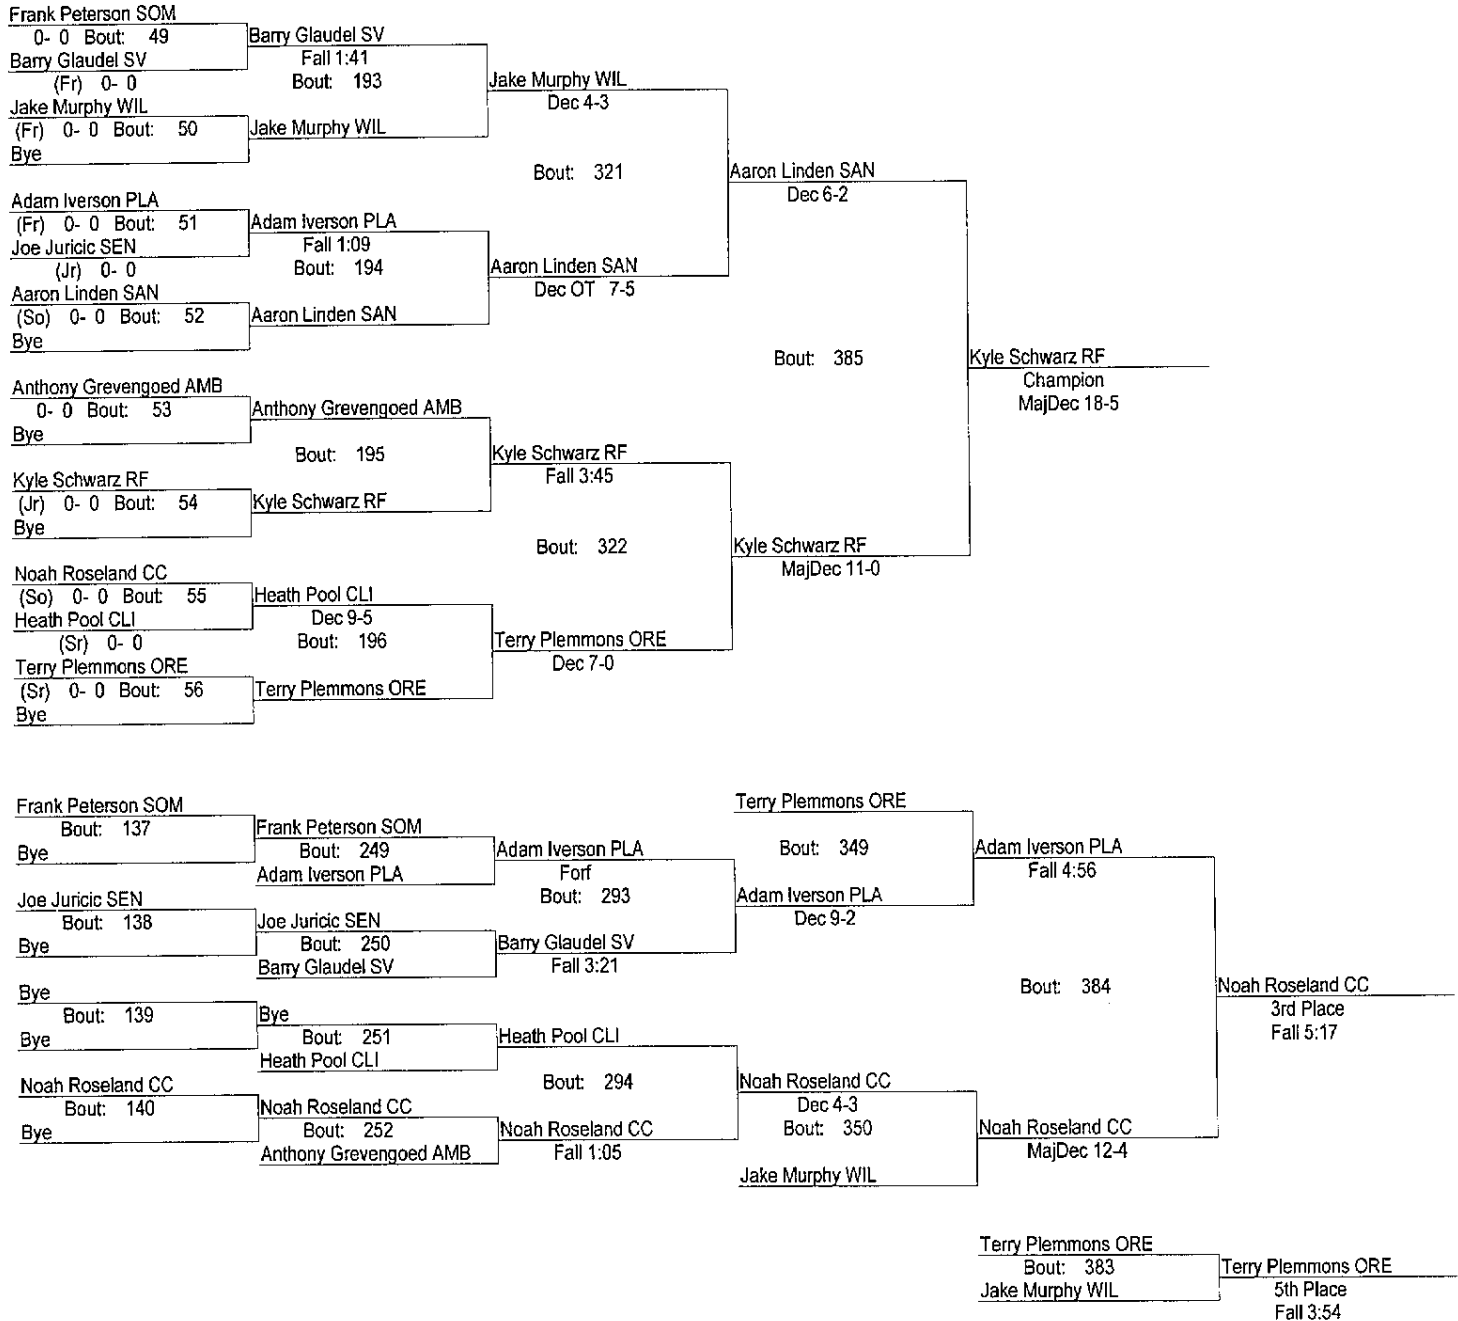 Frank Peterson SOM
0- 0 Bout: 49
Barry Glaudel SV
(Fr) 0- 0
Jake Murphy WIL
(Fr) 0- 0 Bout: 50
Bye
Adam Iverson PLA
(Fr) 0- 0 Bout: 51
Joe Juricic SEN
(Jr) 0- 0
Aaron Linden SAN
(So) 0- 0 Bout: 52
Bye
Anthony Grevengoed AMB
0- 0 Bout: 53
Bye
Kyle Schwarz RF
(Jr) 0- 0 Bout: 54
Bye
Noah Roseland CC
(So) 0- 0 Bout: 55
Heath Pool CLI
(Sr) 0- 0
Terry Plemmons ORE
(Sr) 0- 0 Bout: 56
Bye
Barry Glaudel SV
Fall 1:41
Bout: 193
Jake Murphy WIL
Adam Iverson PLA
Fall 1:09
Bout: 194
Aaron Linden SAN
Anthony Grevengoed AMB
Bout: 195
Kyle Schwarz RF
Heath Pool CLI
Dec 9-5
Bout: 196
Terry Plemmons ORE
Jake Murphy WIL
Dec 4-3
Bout: 321
Aaron Linden SAN
Dec OT 7-5
Kyle Schwarz RF
Fall 3:45
Bout: 322
Terry Plemmons ORE
Dec 7-0
Aaron Linden SAN
Dec 6-2
Bout: 385
Kyle Schwarz RF
MajDec 11-0
Kyle Schwarz RF
Champion
MajDec 18-5
Frank Peterson SOM
Bout: 137
Bye
Joe Juricic SEN
Bout: 138
Bye
Bye
Bout: 139
Bye
Noah Roseland CC
Bout: 140
Bye
Frank Peterson SOM
Bout: 249
Adam Iverson PLA
Joe Juricic SEN
Bout: 250
Barry Glaudel SV
Bye
Bout: 251
Heath Pool CLI
Noah Roseland CC
Bout: 252
Anthony Grevengoed AMB
Adam Iverson PLA
Forf
Bout: 293
Barry Glaudel SV
Fall 3:21
Heath Pool CLI
Bout: 294
Noah Roseland CC
Fall 1:05
Terry Plemmons ORE
Bout: 349
Adam Iverson PLA
Dec 9-2
Noah Roseland CC
Dec 4-3
Bout: 350
Jake Murphy WIL
Adam Iverson PLA
Fall 4:56
Bout: 384
Noah Roseland CC
MajDec 12-4
Noah Roseland CC
3rd Place
Fall 5:17
Terry Plemmons ORE
Bout: 383
Jake Murphy WIL
Terry Plemmons ORE
5th Place
Fall 3:54